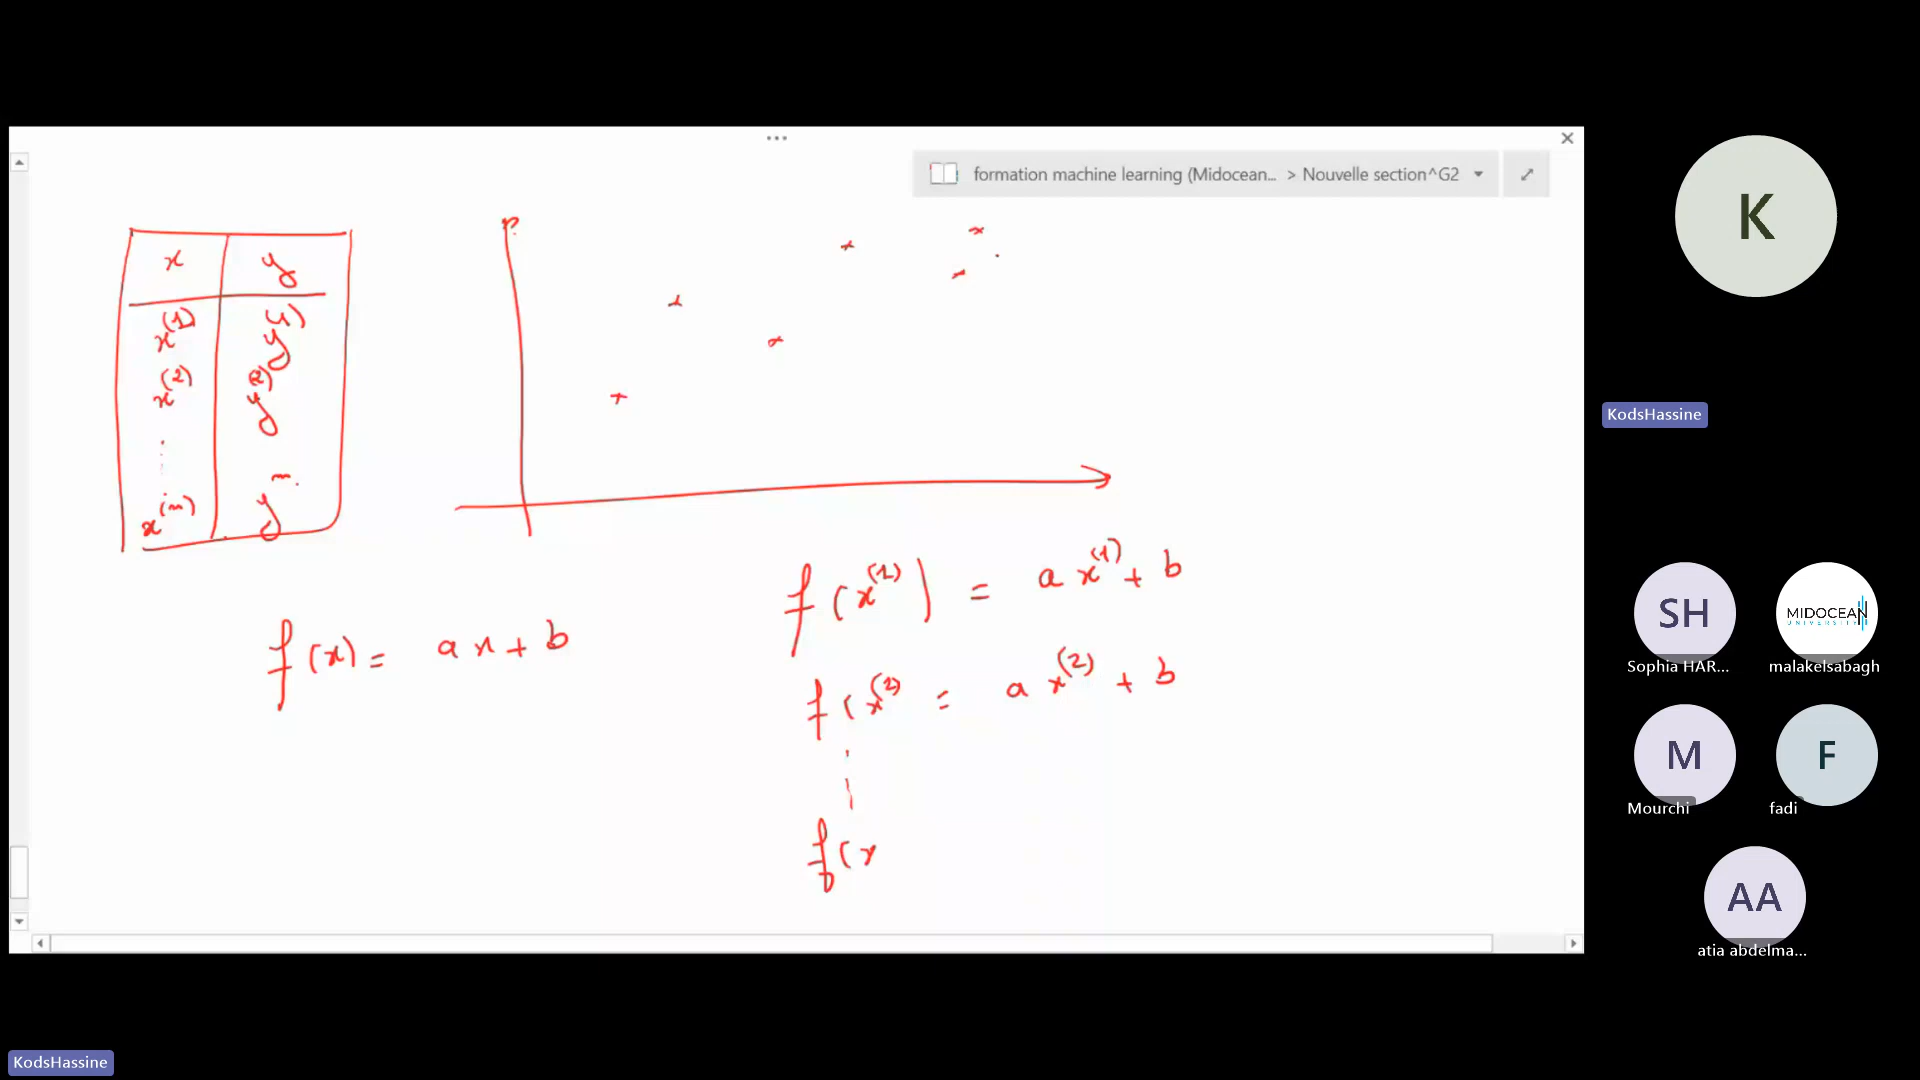 formation machine learning (Midocean... > Nouvelle section^G2
x y
x^(1) y^(1)
x^(2) y^(2)
x^(m) y^m
f(x) = ax + b
f(x^(1)) = ax^(1) + b
f(x^(2) = ax^(2) + b
f(x
K
KodsHassine
SH
Sophia HAR...
MIDOCEAN
UNIVERSITY
malakelsabagh
M
Mourchi
F
fadi
AA
atia abdelma...
KodsHassine